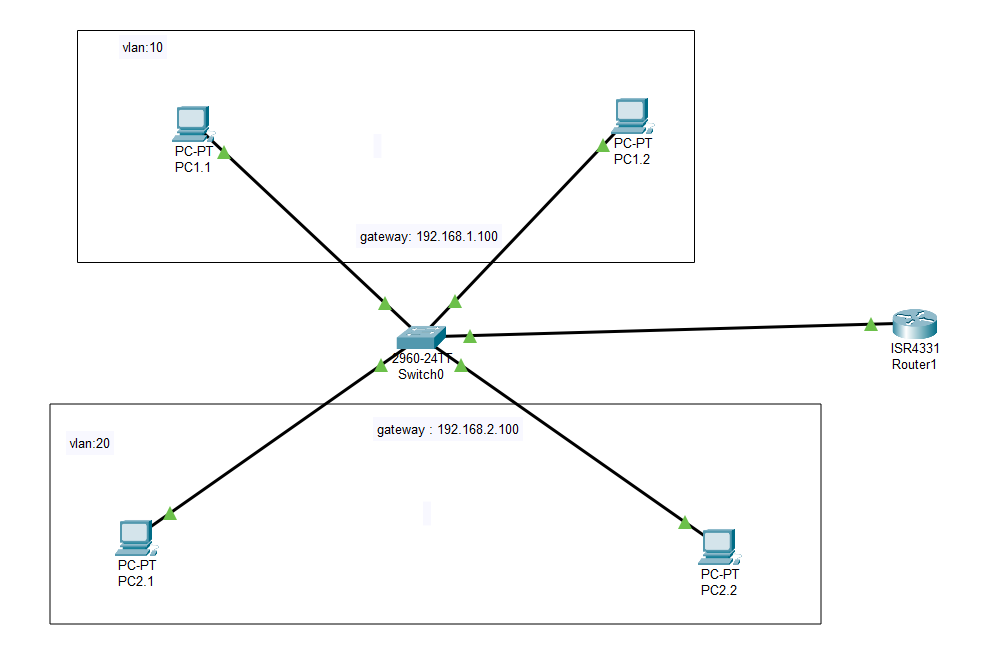 vlan:10
PC-PT
PC1.1
PC-PT
PC1.2
gateway: 192.168.1.100
2960-24TT
Switch0
ISR4331
Router1
gateway : 192.168.2.100
vlan:20
PC-PT
PC2.1
PC-PT
PC2.2